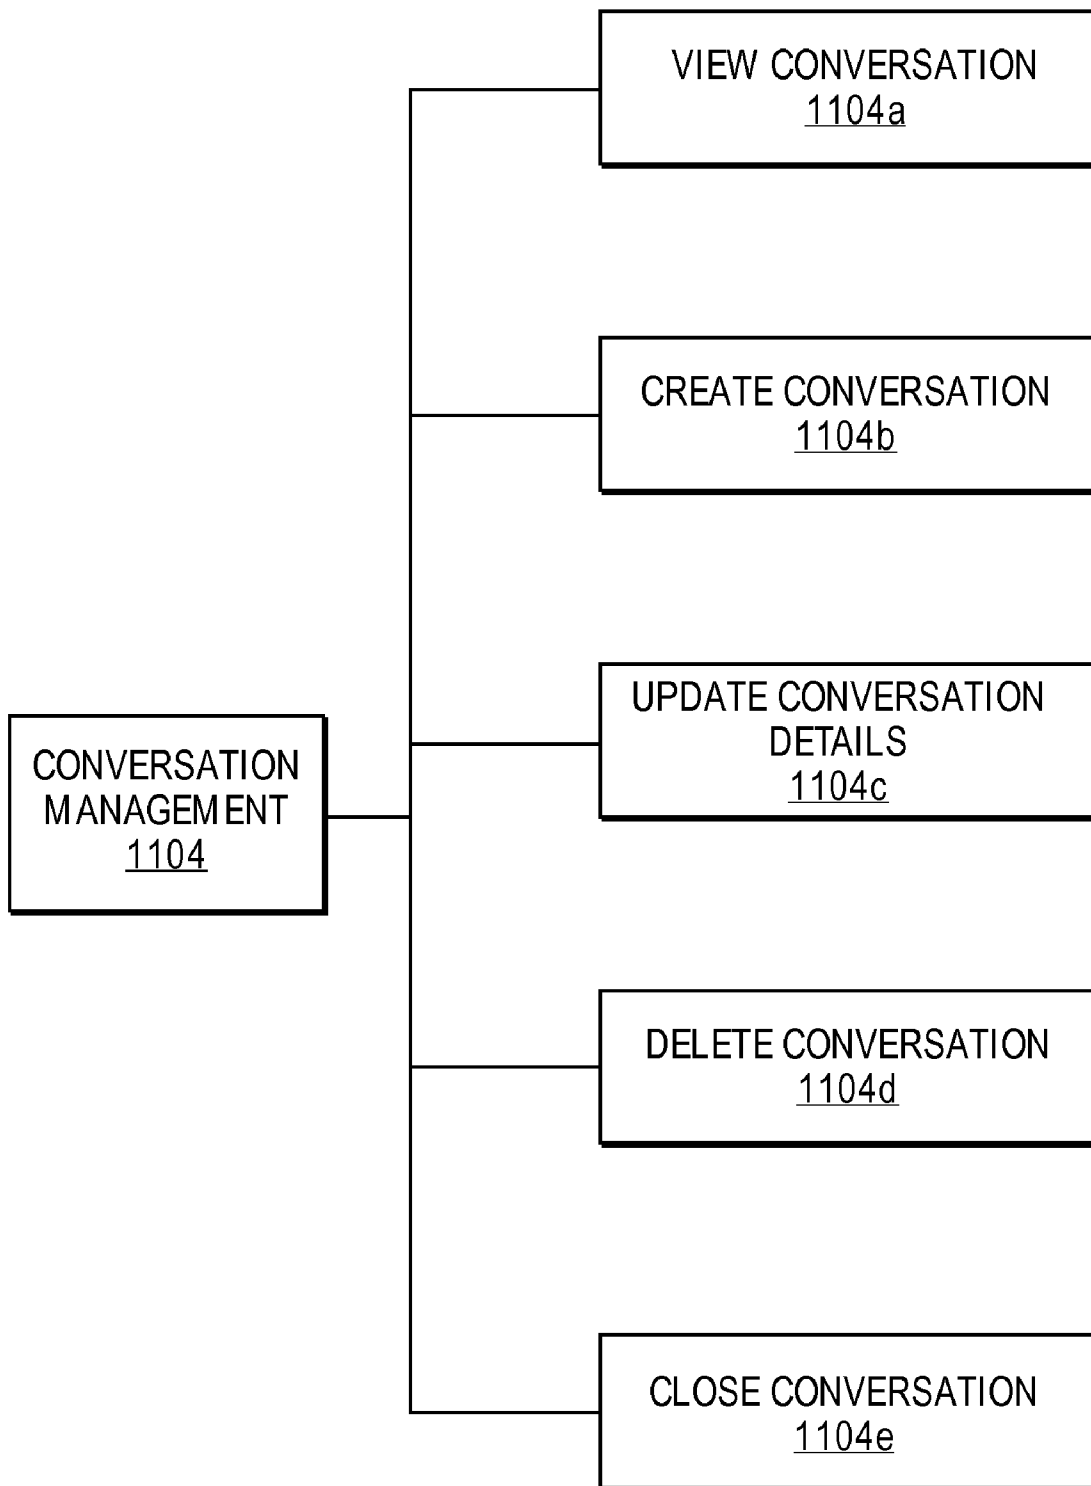 VIEW CONVERSATION
1104a
CREATE CONVERSATION
1104b
UPDATE CONVERSATION
DETAILS
1104c
CONVERSATION
MANAGEMENT
1104
DELETE CONVERSATION
1104d
CLOSE CONVERSATION
1104e